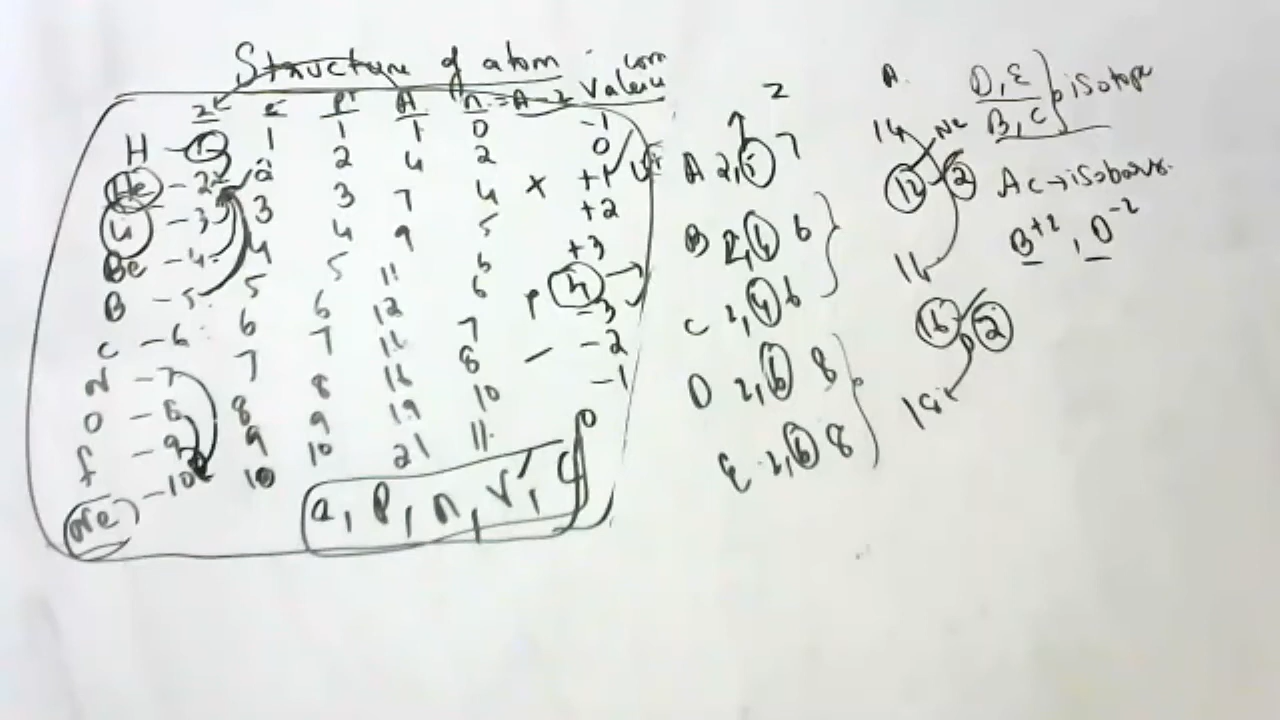 Structure of atom
Z e⁻ p⁺ A n = A-Z Valency
H - 1 1 1 1 0 -1
He - 2 2 2 4 2 0
Li - 3 3 3 7 4 x +1
Be - 4 4 4 9 5 +2
B - 5 5 5 11 6 +3
C - 6 6 6 12 6 4
N - 7 7 7 7 -3
O - 8 8 8 16 8 - -2
F - 9 9 9 19 10 -1
Ne - 10 10 10 21 11 0
a, p, n, v,
Z
A 2, 7
B 2, 6
C 2,4 6
D 2,6 8
E 2,6 8
A.
14 Ne
12 2
16
16 2
18
D, E
B, C } isotope
AC → isobars.
B⁺², D⁻²